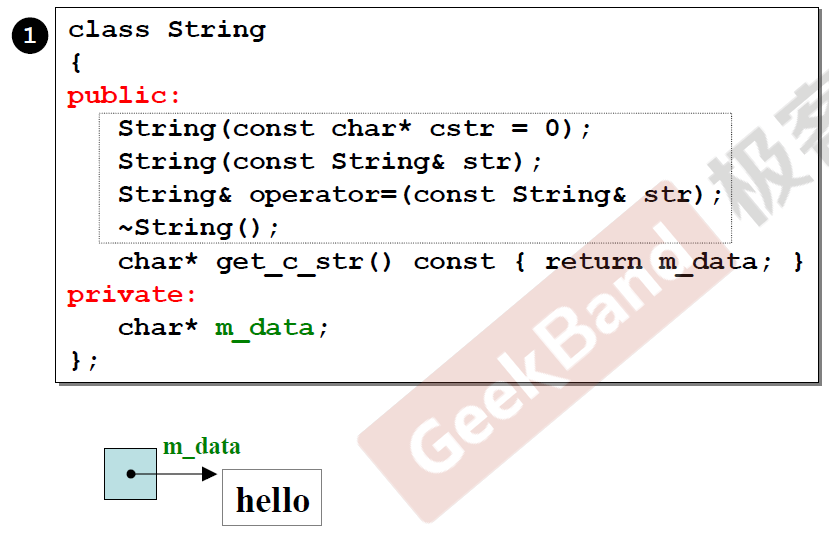 1
class String
{
public:
String(const char* cstr = 0);
String(const String& str);
String& operator=(const String& str);
~String();
char* get_c_str() const { return m_data; }
private:
char* m_data;
};
m_data
hello
GeekBand
极客